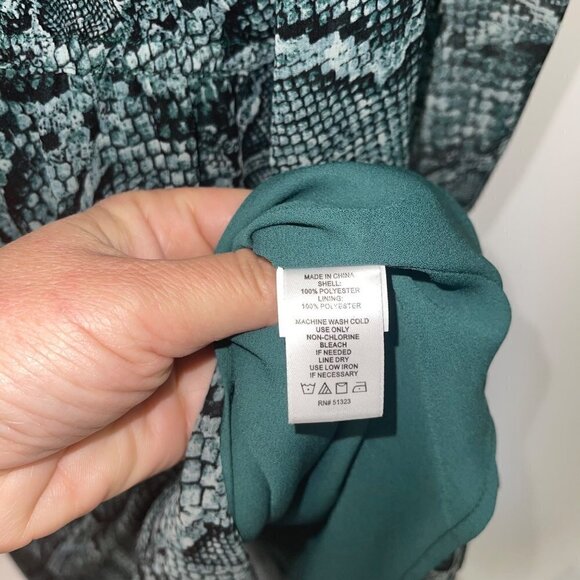 MADE IN CHINA
SHELL:
100% POLYESTER
LINING:
100% POLYESTER
MACHINE WASH COLD
USE ONLY
NON-CHLORINE
BLEACH
IF NEEDED
LINE DRY
USE LOW IRON
IF NECESSARY
RN# 51323